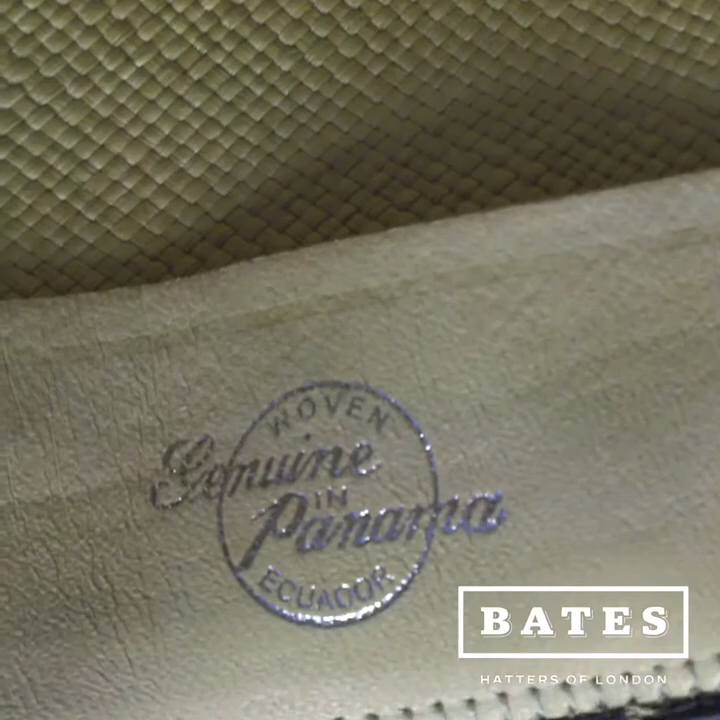 WOVEN
Genuine
IN
Panama
ECUADOR
BATES
HATTERS OF LONDON